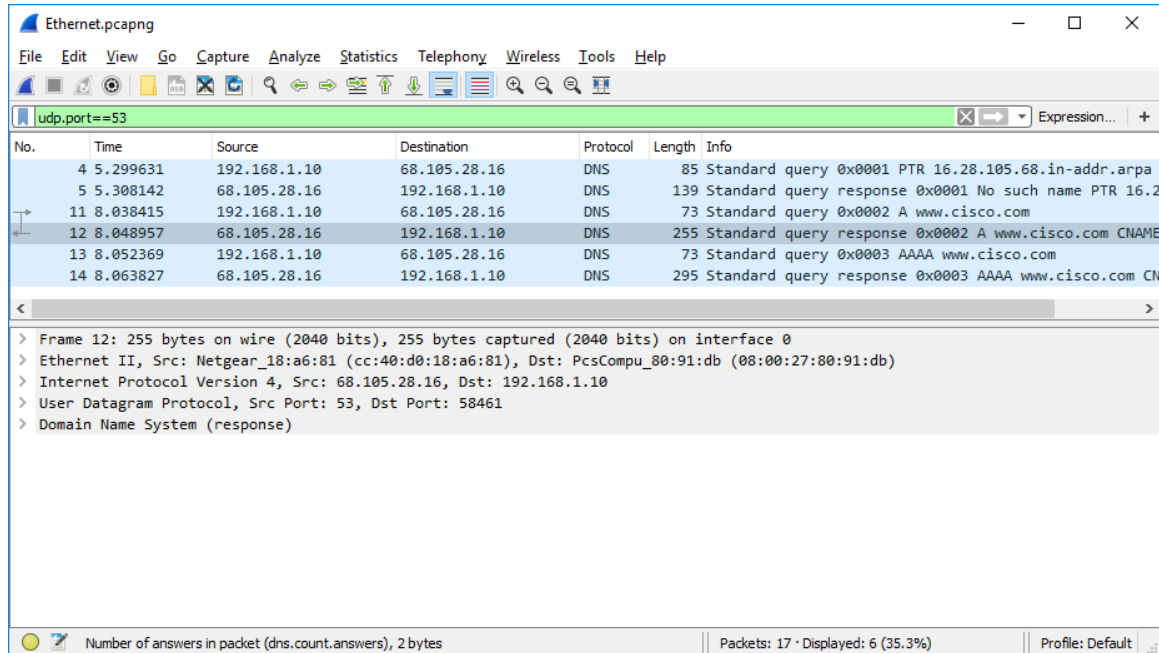 Ethernet.pcapng
File Edit View Go Capture Analyze Statistics Telephony Wireless Tools Help
udp.port==53 Expression... +
No. Time Source Destination Protocol Length Info
4 5.299631 192.168.1.10 68.105.28.16 DNS 85 Standard query 0x0001 PTR 16.28.105.68.in-addr.arpa
5 5.308142 68.105.28.16 192.168.1.10 DNS 139 Standard query response 0x0001 No such name PTR 16.2
11 8.038415 192.168.1.10 68.105.28.16 DNS 73 Standard query 0x0002 A www.cisco.com
12 8.048957 68.105.28.16 192.168.1.10 DNS 255 Standard query response 0x0002 A www.cisco.com CNAME
13 8.052369 192.168.1.10 68.105.28.16 DNS 73 Standard query 0x0003 AAAA www.cisco.com
14 8.063827 68.105.28.16 192.168.1.10 DNS 295 Standard query response 0x0003 AAAA www.cisco.com CN
> Frame 12: 255 bytes on wire (2040 bits), 255 bytes captured (2040 bits) on interface 0
> Ethernet II, Src: Netgear_18:a6:81 (cc:40:d0:18:a6:81), Dst: PcsCompu_80:91:db (08:00:27:80:91:db)
> Internet Protocol Version 4, Src: 68.105.28.16, Dst: 192.168.1.10
> User Datagram Protocol, Src Port: 53, Dst Port: 58461
> Domain Name System (response)
Number of answers in packet (dns.count.answers), 2 bytes Packets: 17 · Displayed: 6 (35.3%) Profile: Default